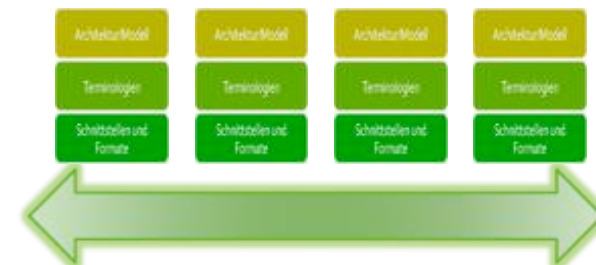 ArchitekturModell
ArchitekturModell
ArchitekturModell
ArchitekturModell
Terminologien
Terminologien
Terminologien
Terminologien
Schnittstellen und
Formate
Schnittstellen und
Formate
Schnittstellen und
Formate
Schnittstellen und
Formate